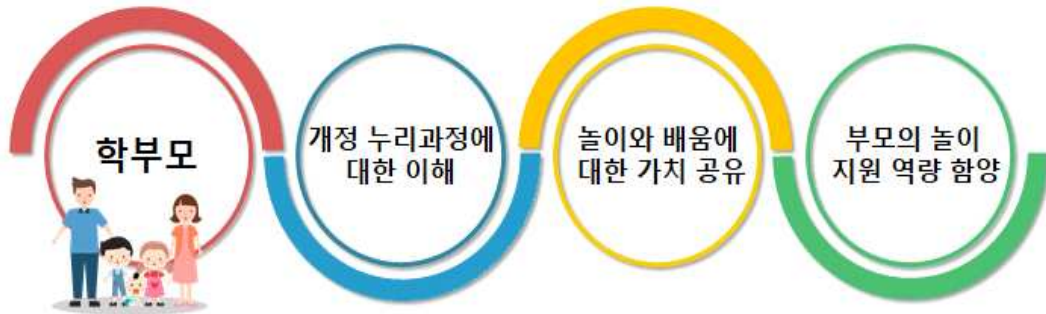 학부모
개정 누리과정에
대한 이해
놀이와 배움에
대한 가치 공유
부모의 놀이
지원 역량 함양